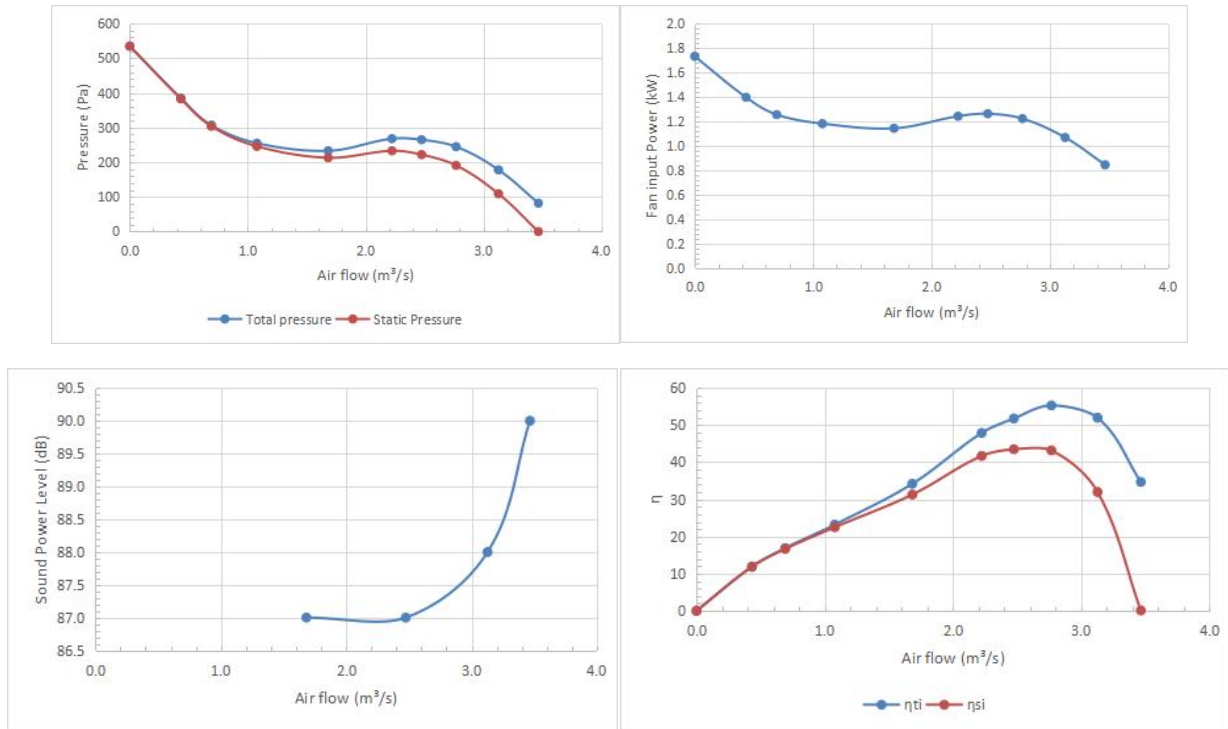 600
500
400
300
200
100
0
Pressure (Pa)
0.0 1.0 2.0 3.0 4.0
Air flow (m³/s)
Total pressure Static Pressure
2.0
1.8
1.6
1.4
1.2
1.0
0.8
0.6
0.4
0.2
0.0
Fan input Power (kW)
0.0 1.0 2.0 3.0 4.0
Air flow (m³/s)
90.5
90.0
89.5
89.0
88.5
88.0
87.5
87.0
86.5
Sound Power Level (dB)
0.0 1.0 2.0 3.0 4.0
Air flow (m³/s)
60
50
40
30
20
10
0
η
0.0 1.0 2.0 3.0 4.0
Air flow (m³/s)
ηti ηsi